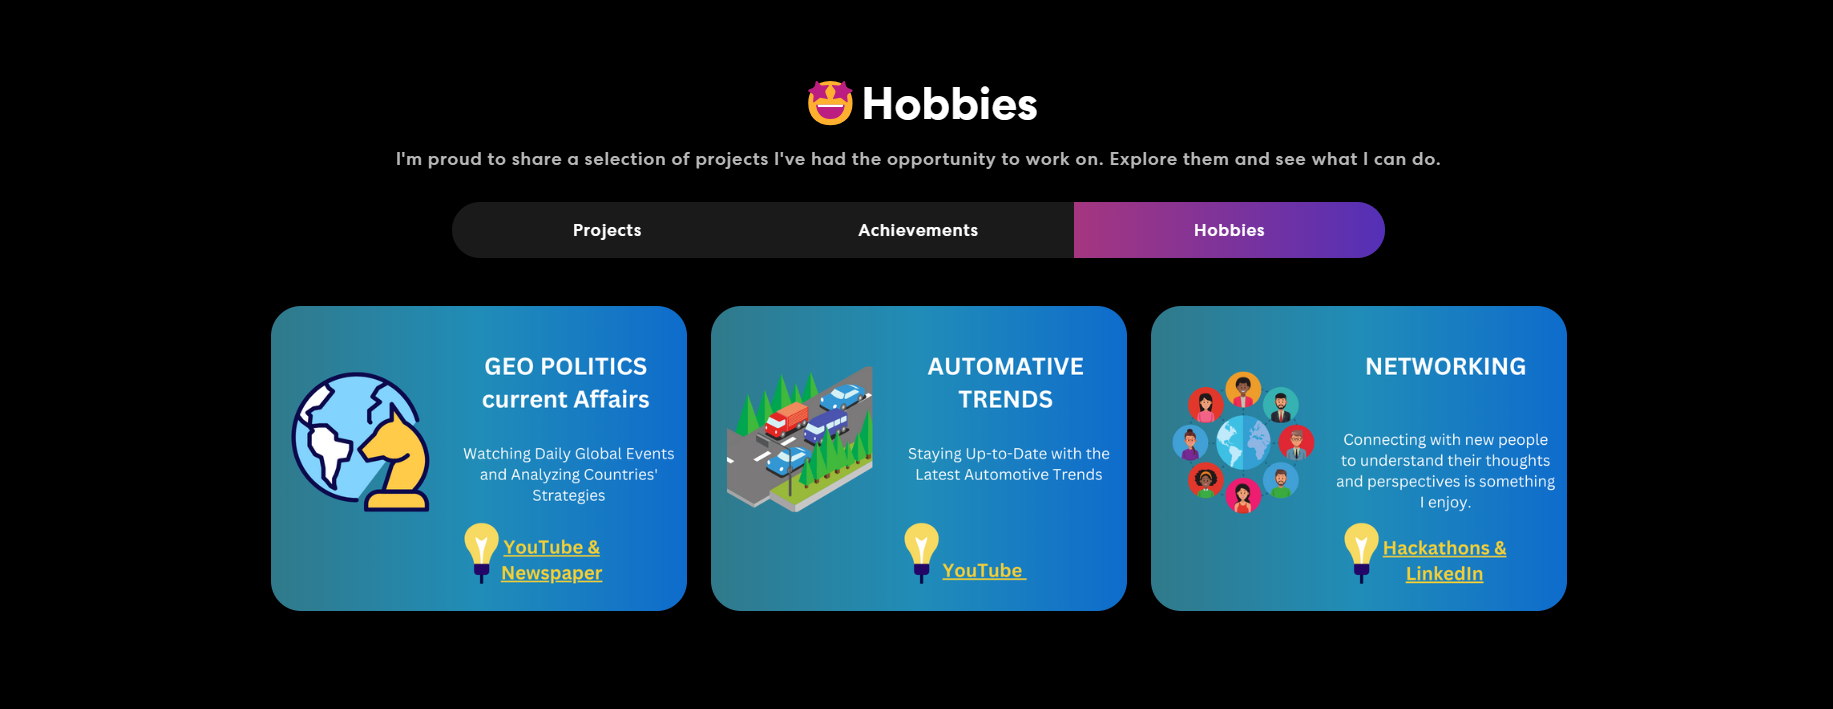 Hobbies
I'm proud to share a selection of projects I've had the opportunity to work on. Explore them and see what I can do.
Projects
Achievements
Hobbies
GEO POLITICS
current Affairs
Watching Daily Global Events
and Analyzing Countries'
Strategies
YouTube &
Newspaper
AUTOMATIVE
TRENDS
Staying Up-to-Date with the
Latest Automotive Trends
YouTube
NETWORKING
Connecting with new people
to understand their thoughts
and perspectives is something
I enjoy.
Hackathons &
LinkedIn